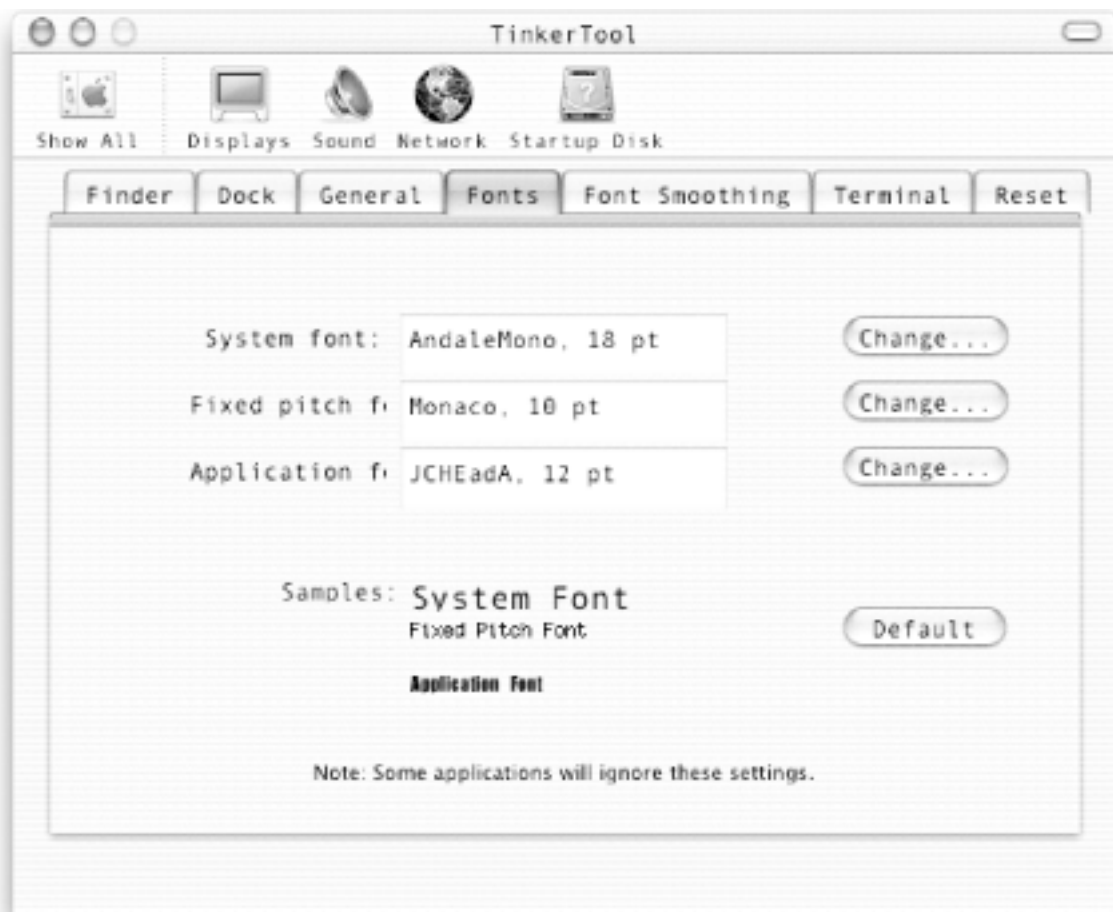 TinkerTool
Show All Displays Sound Network Startup Disk
Finder Dock General Fonts Font Smoothing Terminal Reset
System font: AndaleMono, 18 pt Change...
Fixed pitch fo Monaco, 10 pt Change...
Application fo JCHEadA, 12 pt Change...
Samples: System Font
Fixed Pitch Font
Default
Application Font
Note: Some applications will ignore these settings.